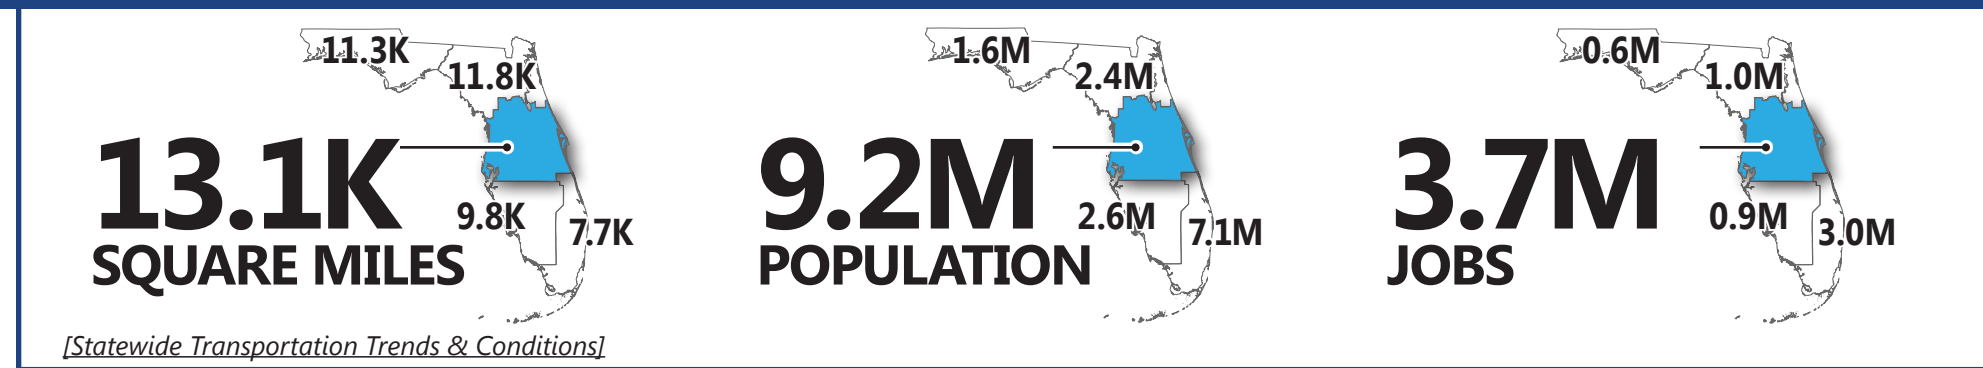 11.3K
11.8K
13.1K
SQUARE MILES
9.8K
7.7K
1.6M
2.4M
9.2M
POPULATION
2.6M
7.1M
0.6M
1.0M
3.7M
JOBS
0.9M
3.0M
[Statewide Transportation Trends & Conditions]